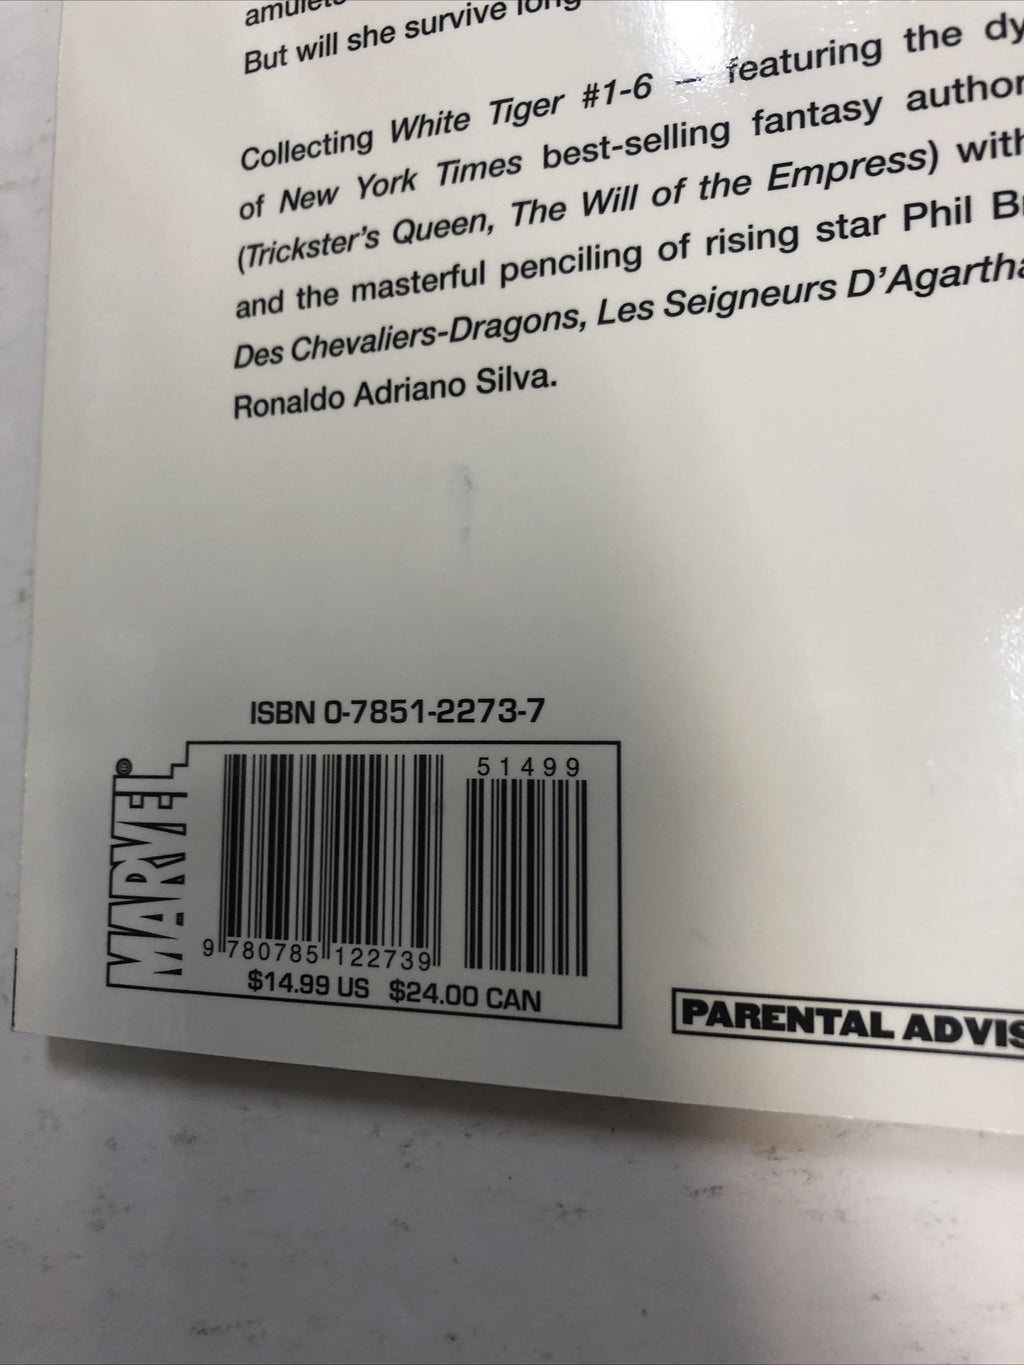 But will she survive
Collecting White Tiger #1-6 – featuring the
of New York Times best-selling fantasy author
(Trickster's Queen, The Will of the Empress) with
and the masterful penciling of rising star Phil
Des Chevaliers-Dragons, Les Seigneurs D'Agartha
Ronaldo Adriano Silva.
ISBN 0-7851-2273-7
MARVEL®
51499
9 780785 122739
$14.99 US $24.00 CAN
PARENTAL